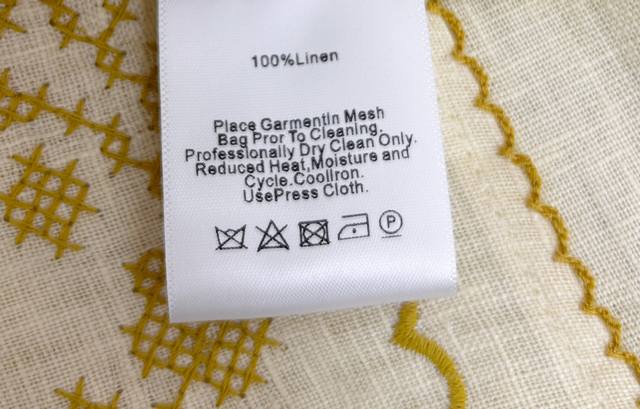 100%Linen
Place Garmentin Mesh
Bag Pror To Cleaning.
Professionally Dry Clean Only.
Reduced Heat,Moisture and
Cycle.CoolIron.
UsePress Cloth.
P